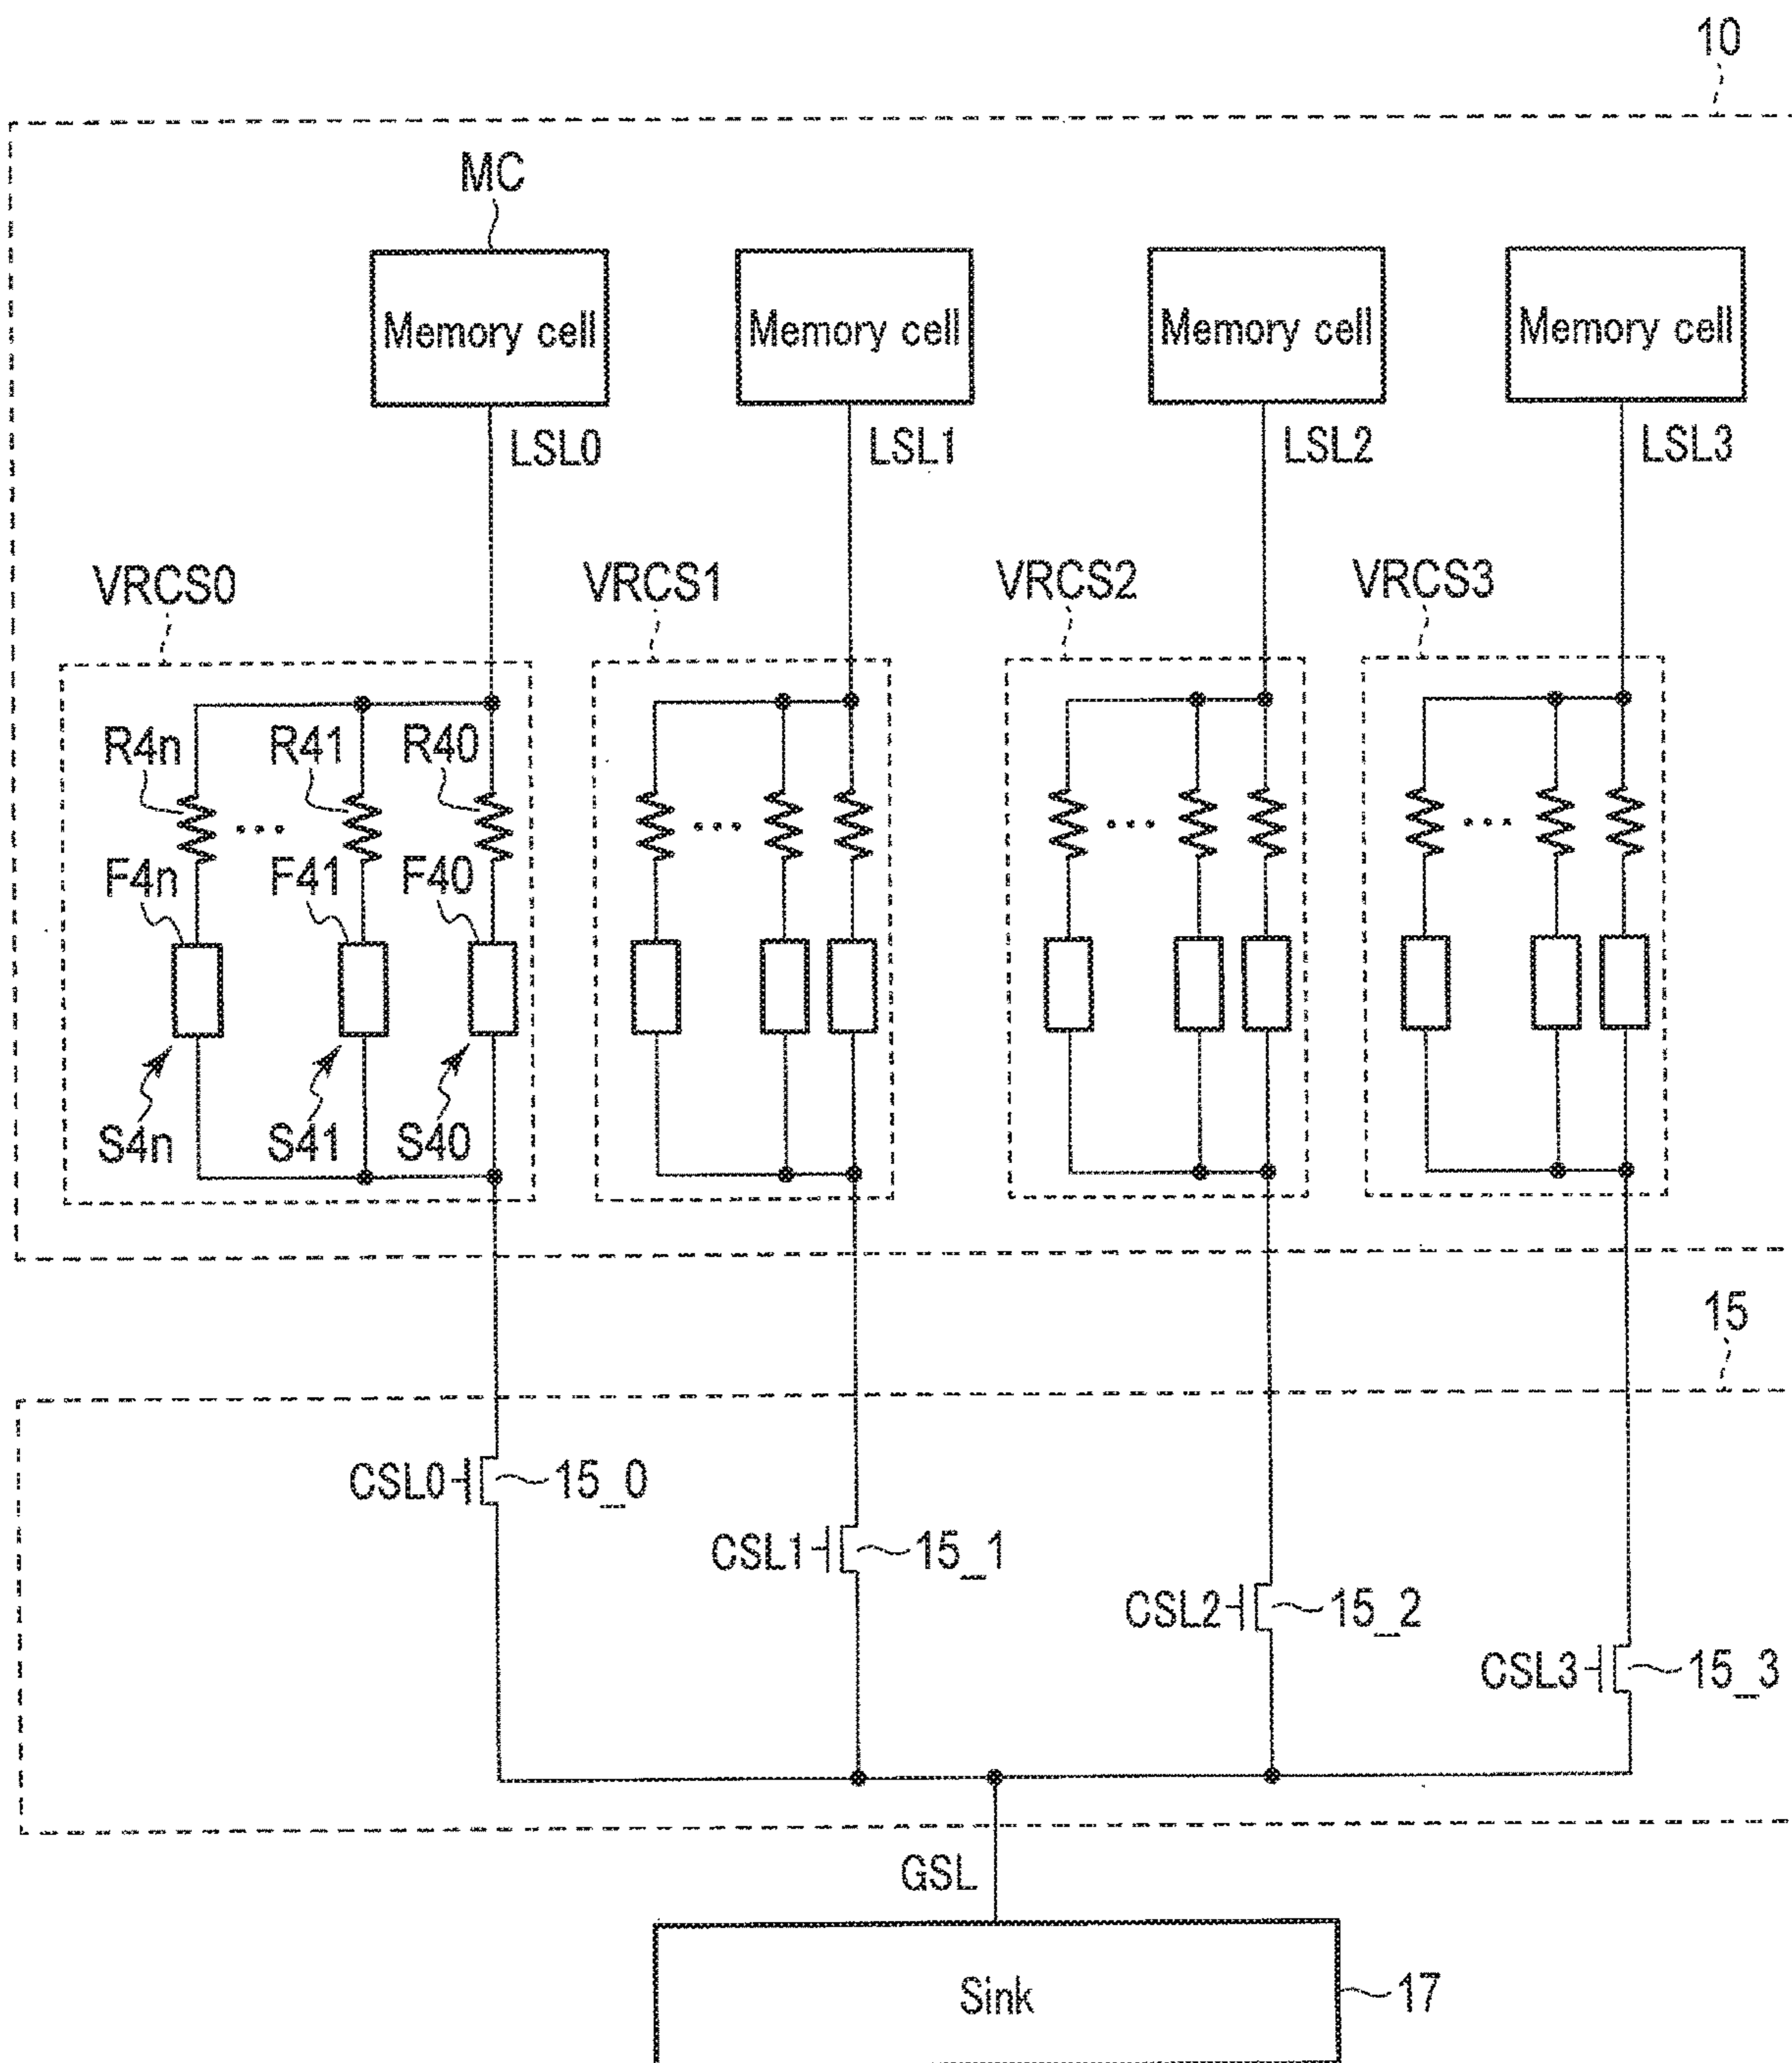 10
MC
Memory cell Memory cell Memory cell Memory cell
LSL0 LSL1 LSL2 LSL3
VRCS0 VRCS1 VRCS2 VRCS3
R4n R41 R40
... ... ... ...
F4n F41 F40
S4n S41 S40
15
CSL0 15_0
CSL1 15_1
CSL2 15_2
CSL3 15_3
GSL
Sink 17